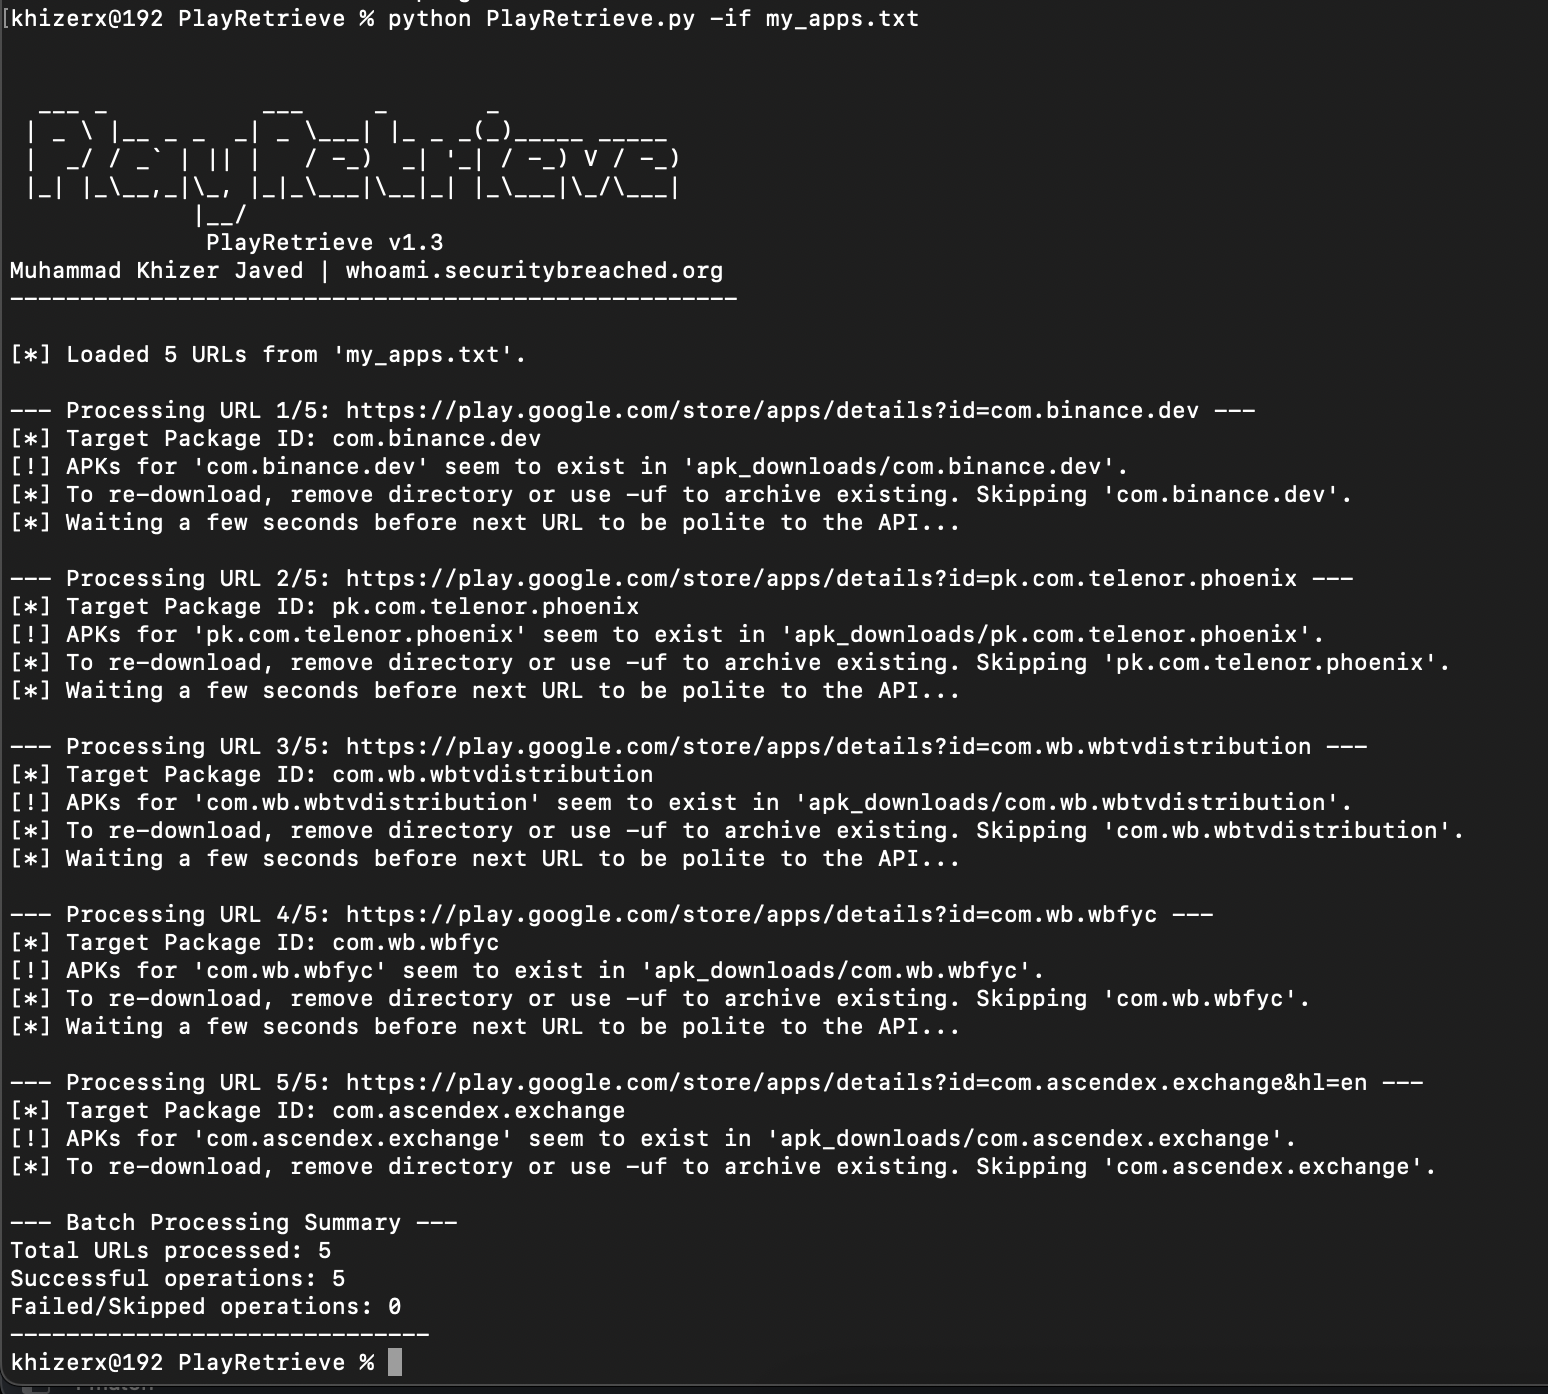 [khizerx@192 PlayRetrieve % python PlayRetrieve.py -if my_apps.txt
  ___ _           ___     _       _
 | _ \ |__ _ _  _| _ \___| |_ _ _(_)_____ _____
 |  _/ / _` | || |   / -_)  _| '_| / -_) V / -_)
 |_| |_\__,_|\_, |_|_\___|\__|_| |_\___|\_/\___|
             |__/
              PlayRetrieve v1.3
Muhammad Khizer Javed | whoami.securitybreached.org
----------------------------------------------------
[*] Loaded 5 URLs from 'my_apps.txt'.
--- Processing URL 1/5: https://play.google.com/store/apps/details?id=com.binance.dev ---
[*] Target Package ID: com.binance.dev
[!] APKs for 'com.binance.dev' seem to exist in 'apk_downloads/com.binance.dev'.
[*] To re-download, remove directory or use -uf to archive existing. Skipping 'com.binance.dev'.
[*] Waiting a few seconds before next URL to be polite to the API...
--- Processing URL 2/5: https://play.google.com/store/apps/details?id=pk.com.telenor.phoenix ---
[*] Target Package ID: pk.com.telenor.phoenix
[!] APKs for 'pk.com.telenor.phoenix' seem to exist in 'apk_downloads/pk.com.telenor.phoenix'.
[*] To re-download, remove directory or use -uf to archive existing. Skipping 'pk.com.telenor.phoenix'.
[*] Waiting a few seconds before next URL to be polite to the API...
--- Processing URL 3/5: https://play.google.com/store/apps/details?id=com.wb.wbtvdistribution ---
[*] Target Package ID: com.wb.wbtvdistribution
[!] APKs for 'com.wb.wbtvdistribution' seem to exist in 'apk_downloads/com.wb.wbtvdistribution'.
[*] To re-download, remove directory or use -uf to archive existing. Skipping 'com.wb.wbtvdistribution'.
[*] Waiting a few seconds before next URL to be polite to the API...
--- Processing URL 4/5: https://play.google.com/store/apps/details?id=com.wb.wbfyc ---
[*] Target Package ID: com.wb.wbfyc
[!] APKs for 'com.wb.wbfyc' seem to exist in 'apk_downloads/com.wb.wbfyc'.
[*] To re-download, remove directory or use -uf to archive existing. Skipping 'com.wb.wbfyc'.
[*] Waiting a few seconds before next URL to be polite to the API...
--- Processing URL 5/5: https://play.google.com/store/apps/details?id=com.ascendex.exchange&hl=en ---
[*] Target Package ID: com.ascendex.exchange
[!] APKs for 'com.ascendex.exchange' seem to exist in 'apk_downloads/com.ascendex.exchange'.
[*] To re-download, remove directory or use -uf to archive existing. Skipping 'com.ascendex.exchange'.
--- Batch Processing Summary ---
Total URLs processed: 5
Successful operations: 5
Failed/Skipped operations: 0
------------------------------
khizerx@192 PlayRetrieve %